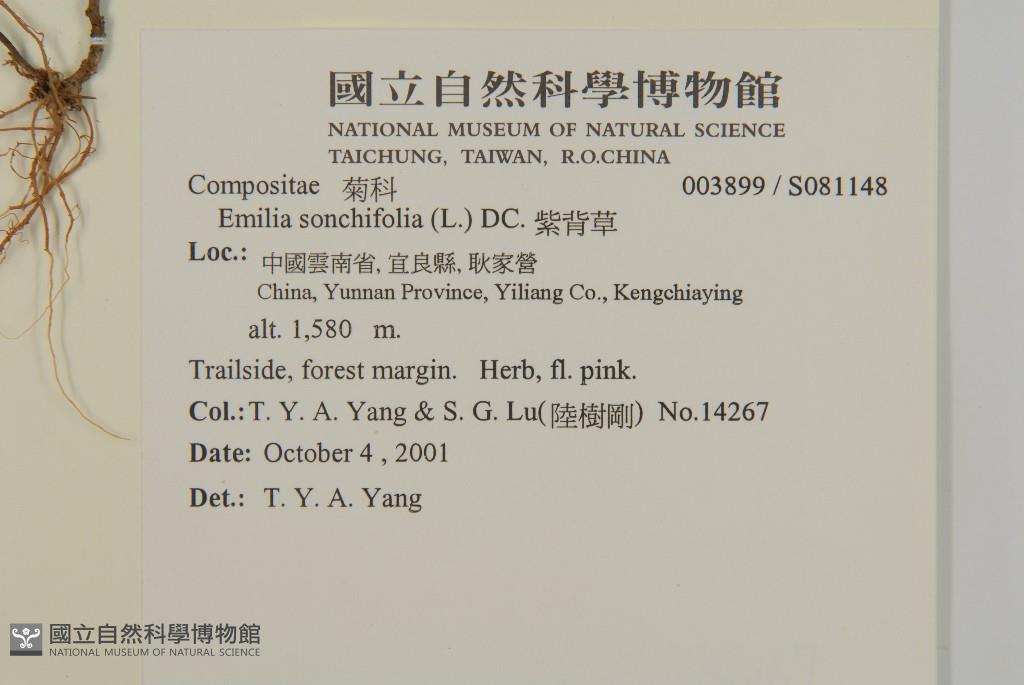 國立自然科學博物館
NATIONAL MUSEUM OF NATURAL SCIENCE
TAICHUNG, TAIWAN, R.O.CHINA
Compositae 菊科 003899 / S081148
Emilia sonchifolia (L.) DC. 紫背草
Loc.: 中國雲南省, 宜良縣, 耿家營
China, Yunnan Province, Yiliang Co., Kengchiaying
alt. 1,580 m.
Trailside, forest margin. Herb, fl. pink.
Col.: T. Y. A. Yang & S. G. Lu(陸樹剛) No.14267
Date: October 4 , 2001
Det.: T. Y. A. Yang
國立自然科學博物館
NATIONAL MUSEUM OF NATURAL SCIENCE